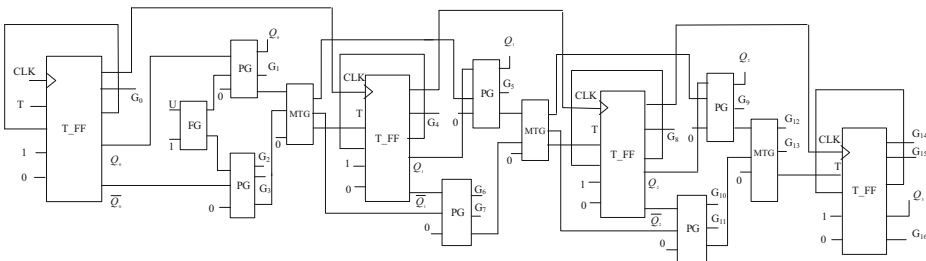 CLK
T
T_FF
1
0
Q₀
Q̅₀
G₀
U
1
FG
PG
0
Q₀
G₁
PG
0
G₂
G₃
MTG
0
CLK
T
T_FF
1
0
G₄
Q₁
Q̅₁
PG
0
Q₁
G₅
PG
0
G₆
G₇
MTG
0
CLK
T
T_FF
1
0
G₈
Q₂
Q̅₂
PG
0
Q₂
G₉
PG
0
G₁₀
G₁₁
MTG
0
G₁₂
G₁₃
CLK
T
T_FF
1
0
G₁₄
G₁₅
Q₃
G₁₆